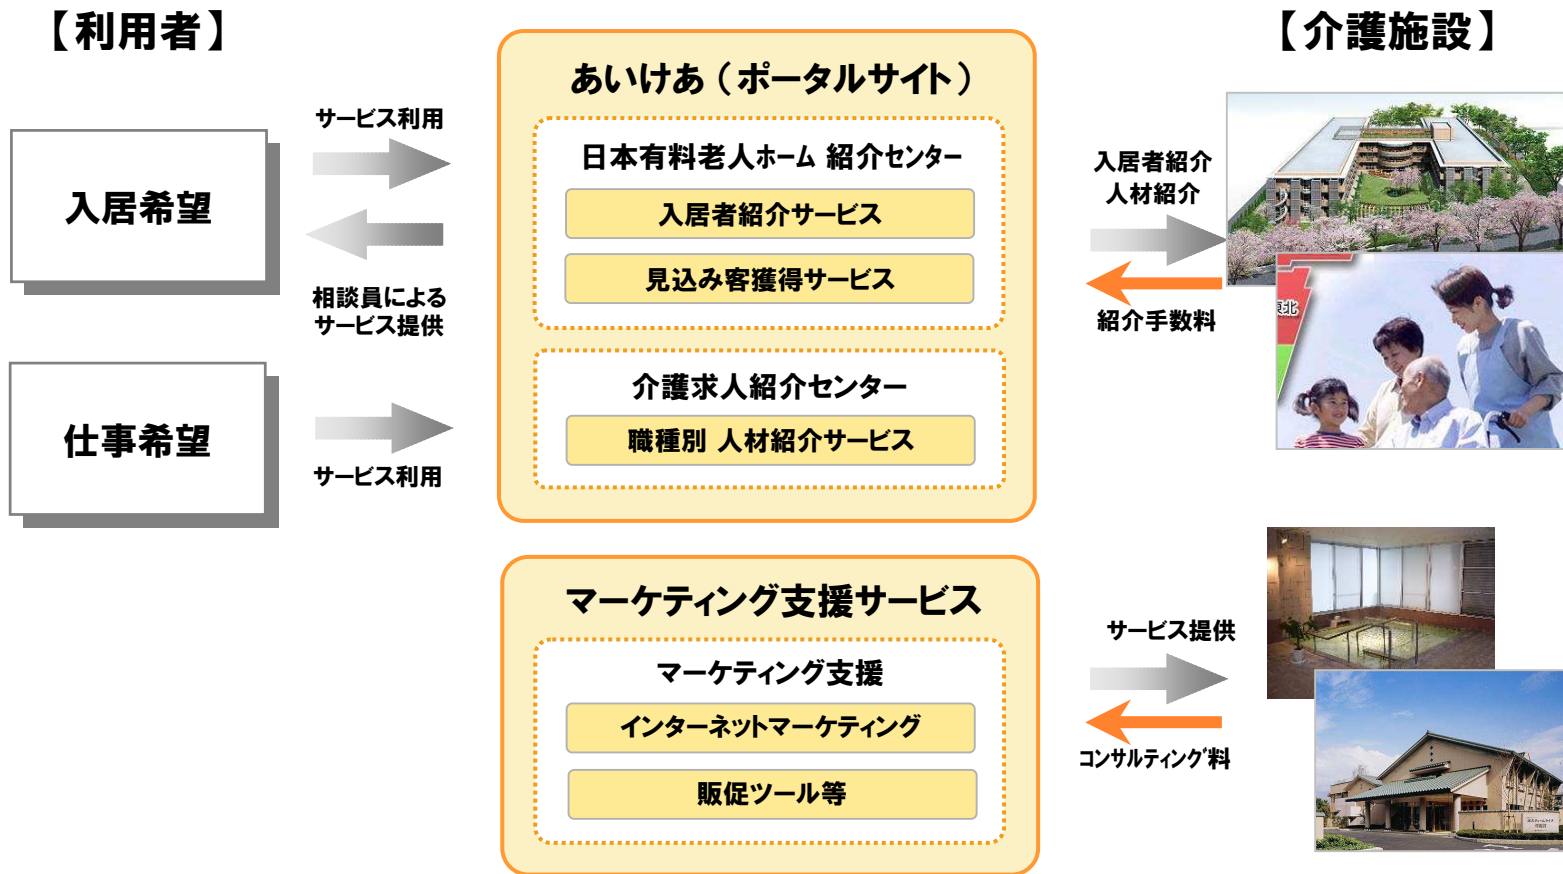 【利用者】
【介護施設】
あいけあ（ポータルサイト）
サービス利用
入居希望
相談員による
サービス提供
日本有料老人ホーム 紹介センター
入居者紹介サービス
見込み客獲得サービス
入居者紹介
人材紹介
紹介手数料
東北
仕事希望
サービス利用
介護求人紹介センター
職種別 人材紹介サービス
マーケティング支援サービス
マーケティング支援
インターネットマーケティング
販促ツール等
サービス提供
コンサルティング料